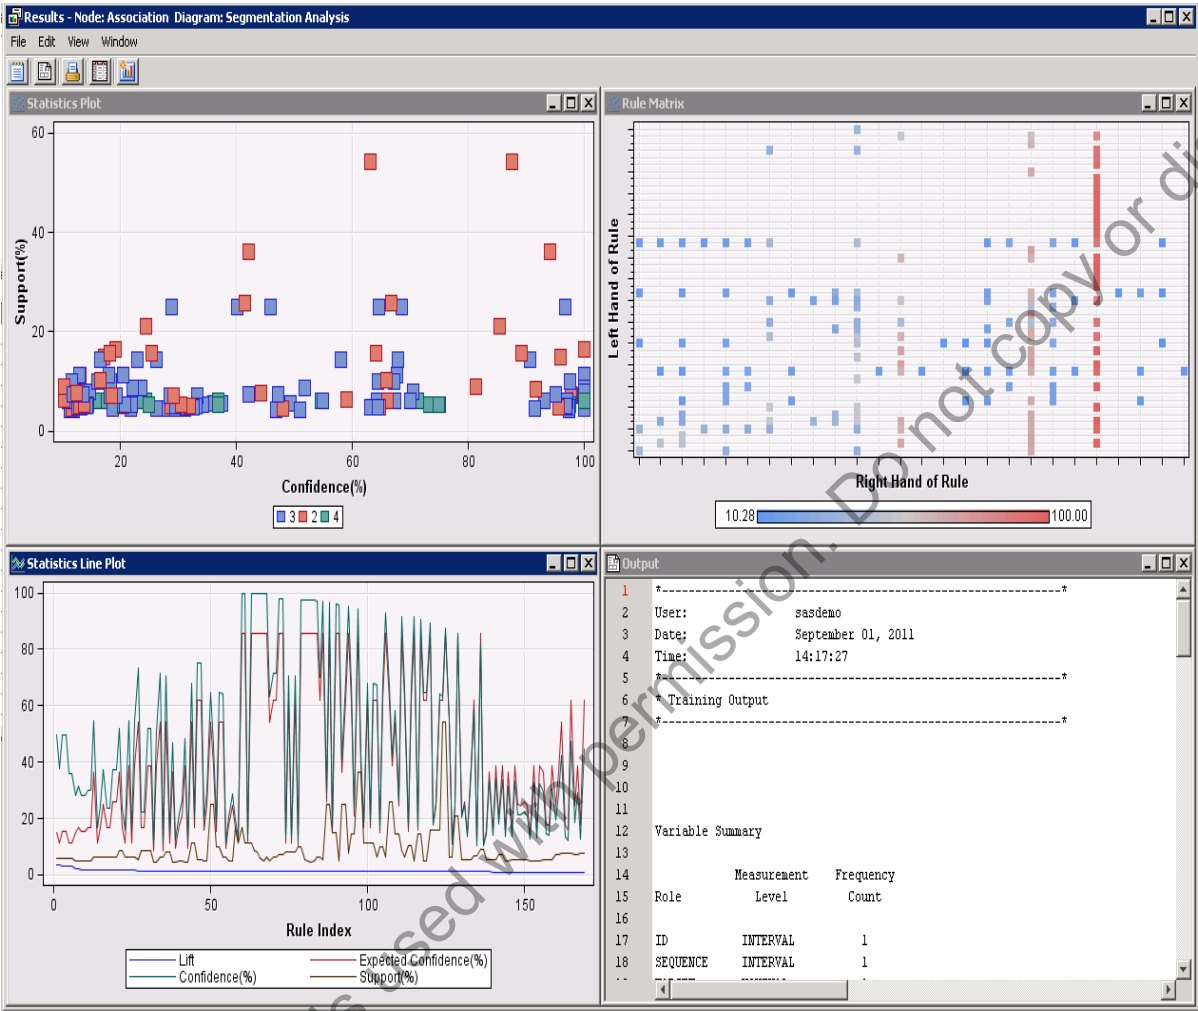 Results - Node: Association Diagram: Segmentation Analysis
File Edit View Window
Statistics Plot
60
40
20
0
Support(%)
20 40 60 80 100
Confidence(%)
3 2 4
Rule Matrix
Left Hand of Rule
Right Hand of Rule
10.28 100.00
Statistics Line Plot
100
80
60
40
20
0
0 50 100 150
Rule Index
Lift Expected Confidence(%)
Confidence(%) Support(%)
Output
1 *------------------------------------------------------------*
2 User: sasdemo
3 Date: September 01, 2011
4 Time: 14:17:27
5 *------------------------------------------------------------*
6 * Training Output
7 *------------------------------------------------------------*
8
9
10
11
12 Variable Summary
13
14 Measurement Frequency
15 Role Level Count
16
17 ID INTERVAL 1
18 SEQUENCE INTERVAL 1
is used with permission. Do not copy or di